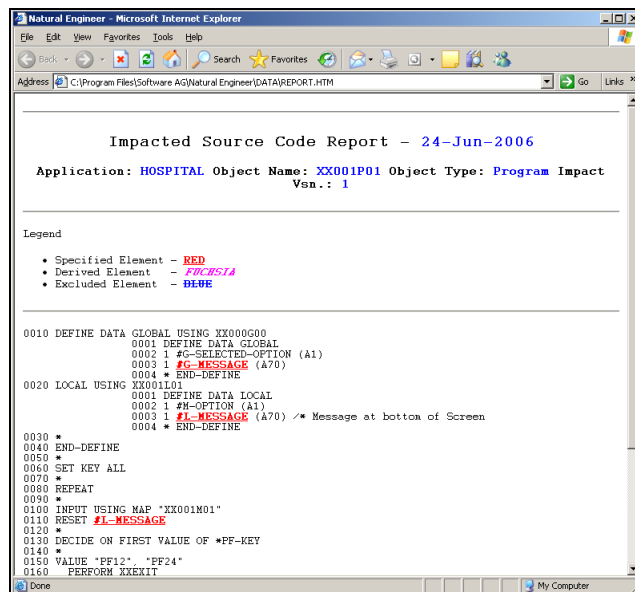 Natural Engineer - Microsoft Internet Explorer
File Edit View Favorites Tools Help
Back Search Favorites
Address C:\Program Files\Software AG\Natural Engineer\DATA\REPORT.HTM Go Links »
Impacted Source Code Report - 24-Jun-2006
Application: HOSPITAL Object Name: XX001P01 Object Type: Program Impact
Vsn.: 1
Legend
• Specified Element - RED
• Derived Element - FUCHSIA
• Excluded Element - BLUE
0010 DEFINE DATA GLOBAL USING XX000G00
0001 DEFINE DATA GLOBAL
0002 1 #G-SELECTED-OPTION (A1)
0003 1 #G-MESSAGE (A70)
0004 * END-DEFINE
0020 LOCAL USING XX001L01
0001 DEFINE DATA LOCAL
0002 1 #M-OPTION (A1)
0003 1 #L-MESSAGE (A70) /* Message at bottom of Screen
0004 * END-DEFINE
0030 *
0040 END-DEFINE
0050 *
0060 SET KEY ALL
0070 *
0080 REPEAT
0090 *
0100 INPUT USING MAP "XX001M01"
0110 RESET #L-MESSAGE
0120 *
0130 DECIDE ON FIRST VALUE OF *PF-KEY
0140 *
0150 VALUE "PF12", "PF24"
0160 PERFORM XXEXIT
Done My Computer